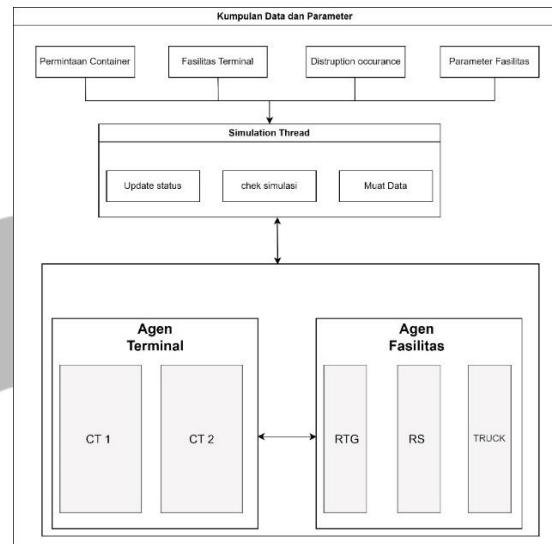 Kumpulan Data dan Parameter
Permintaan Container
Fasilitas Terminal
Distruption occurance
Parameter Fasilitas
Simulation Thread
Update status
chek simulasi
Muat Data
Agen
Terminal
CT 1
CT 2
Agen
Fasilitas
RTG
RS
TRUCK